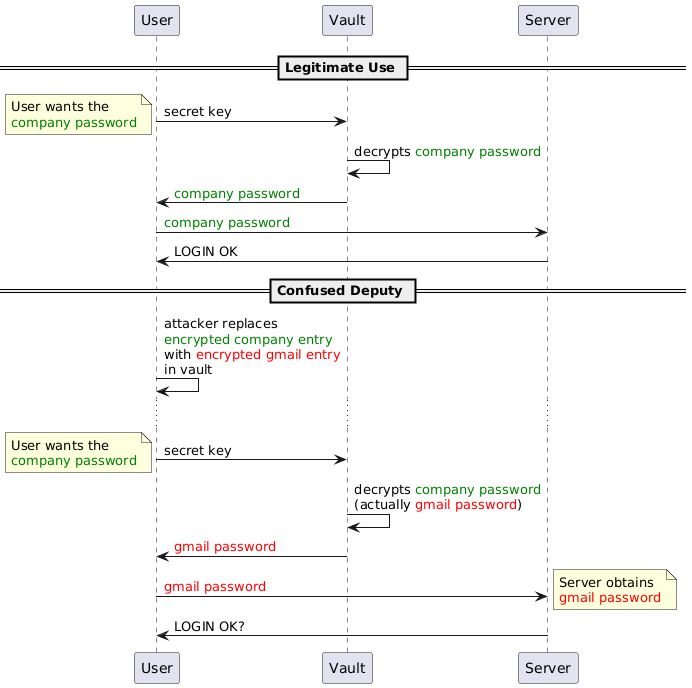 User Vault Server
Legitimate Use
User wants the
company password
secret key
decrypts company password
company password
company password
LOGIN OK
Confused Deputy
attacker replaces
encrypted company entry
with encrypted gmail entry
in vault
User wants the
company password
secret key
decrypts company password
(actually gmail password)
gmail password
gmail password
Server obtains
gmail password
LOGIN OK?
User Vault Server